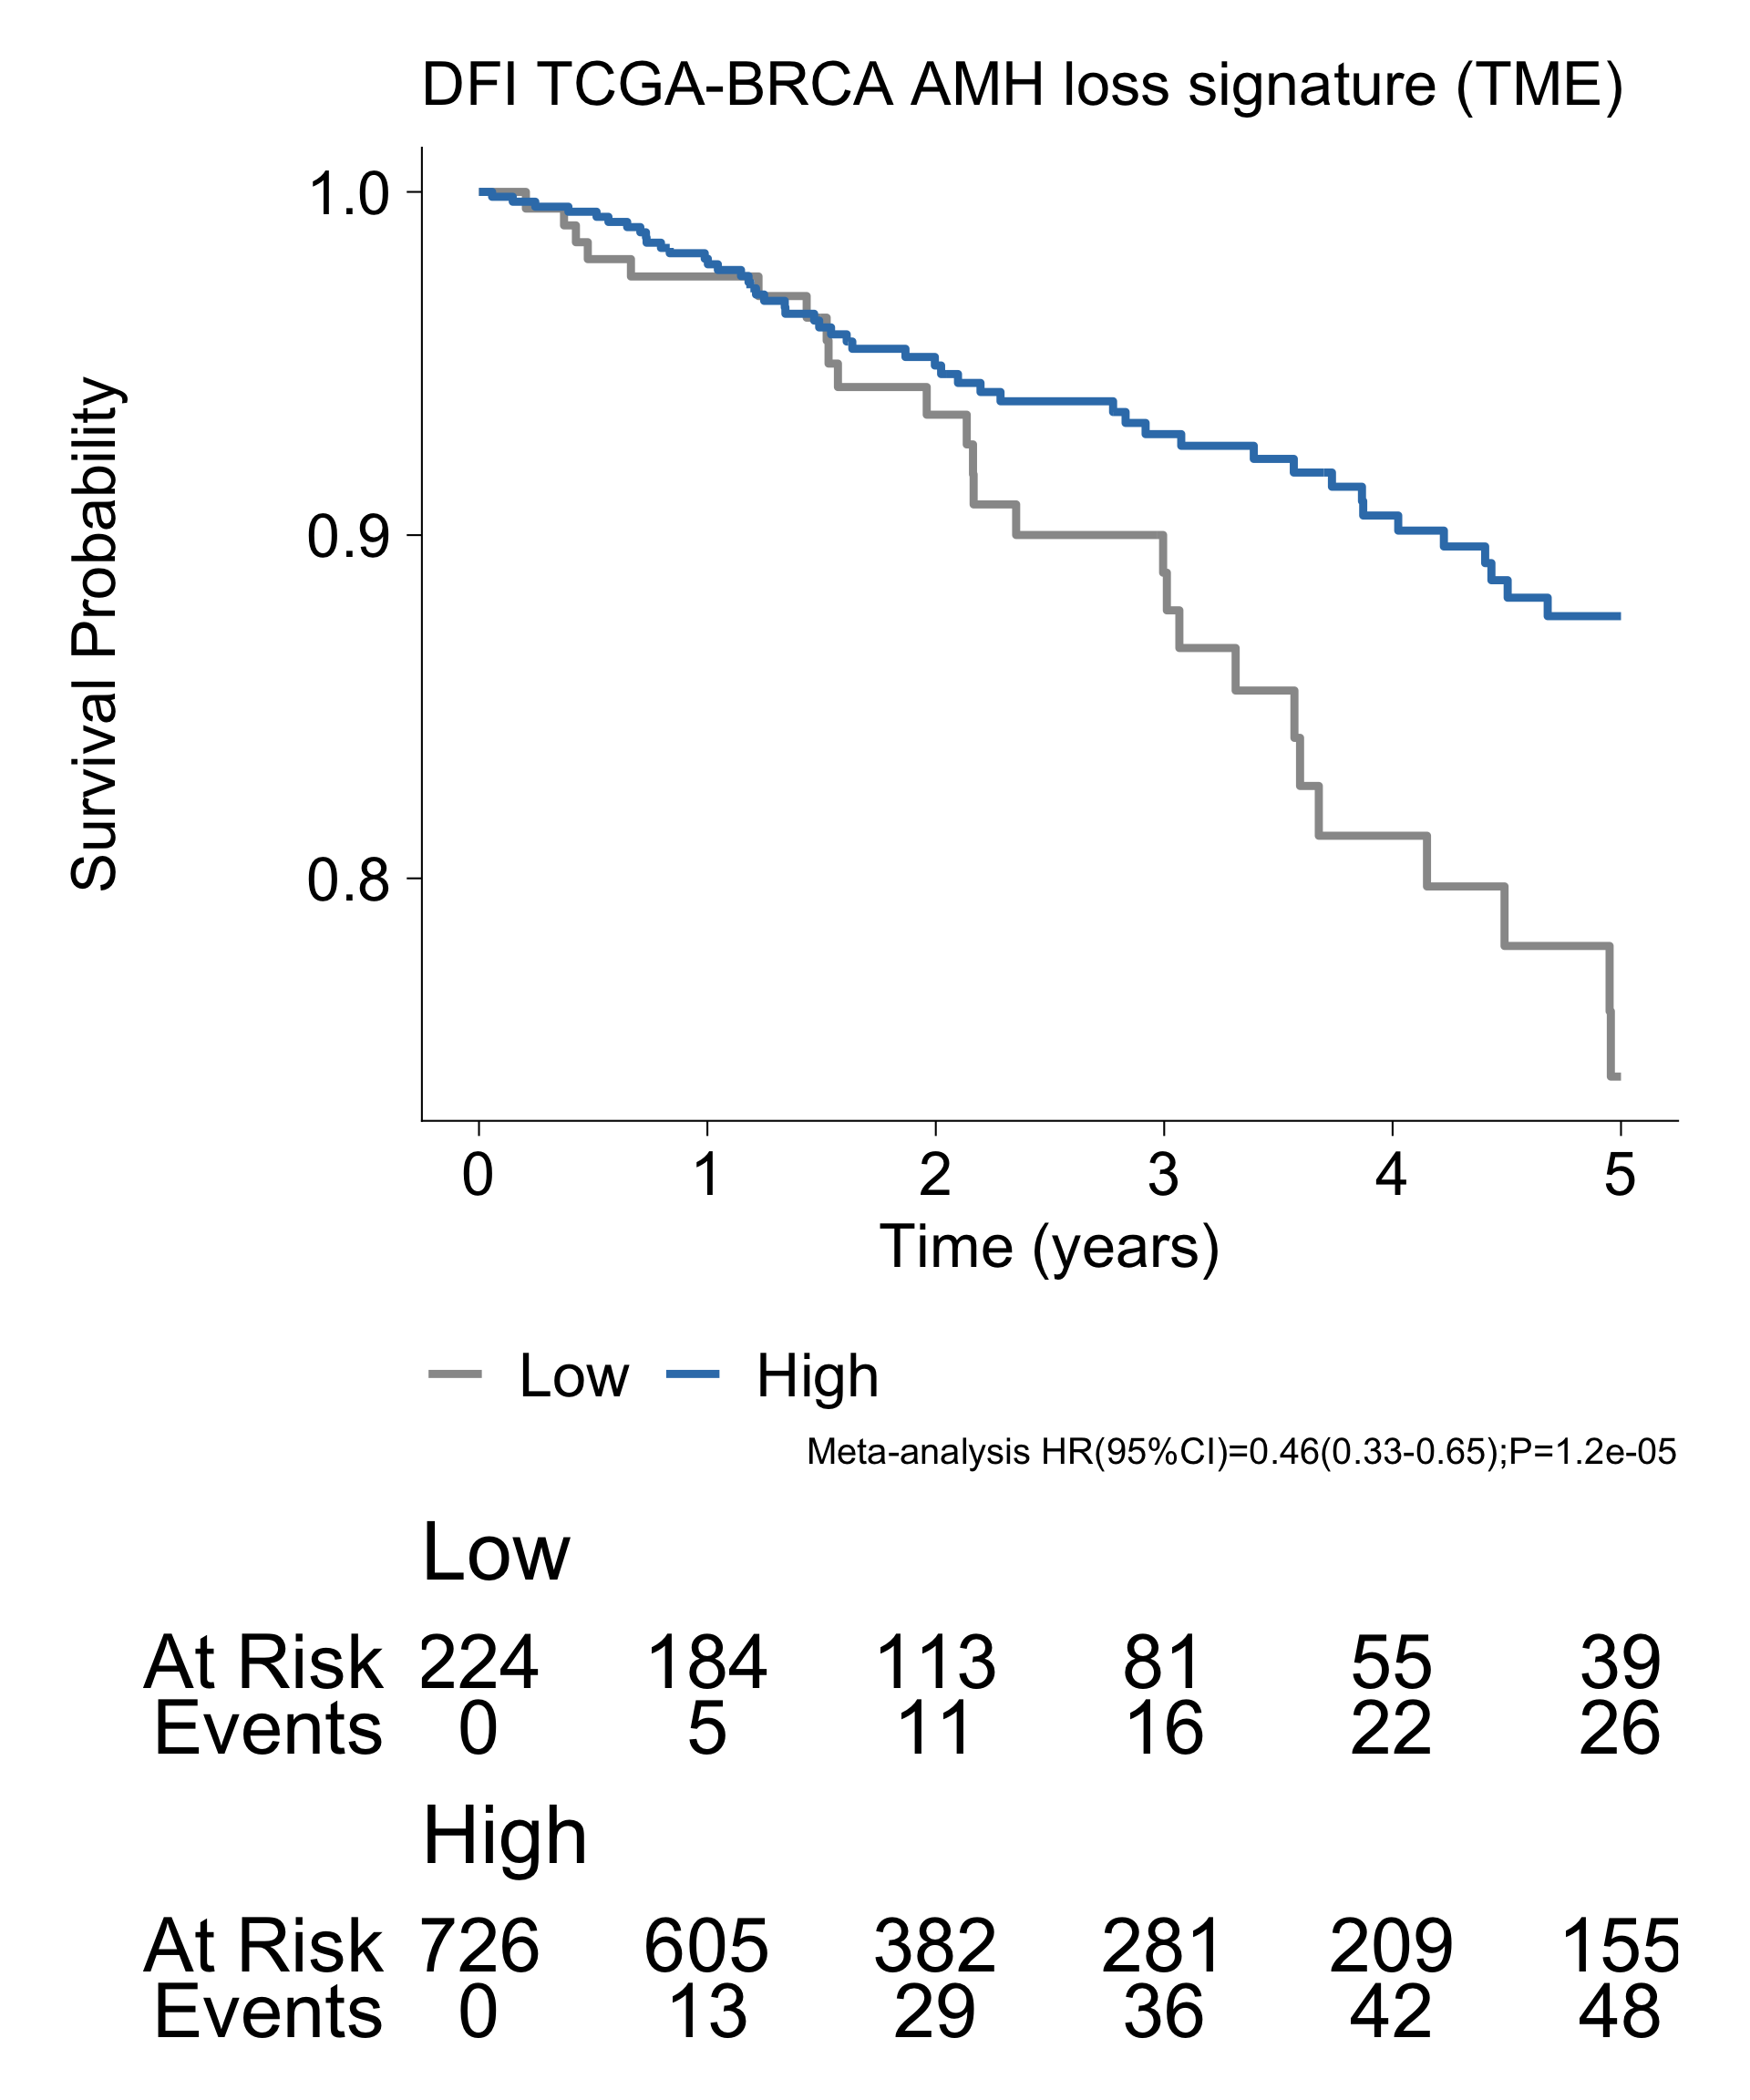 DFI TCGA-BRCA AMH loss signature (TME)
Survival Probability
1.0
0.9
0.8
0 1 2 3 4 5
Time (years)
Low High
Meta-analysis HR(95%CI)=0.46(0.33-0.65);P=1.2e-05
Low
At Risk 224 184 113 81 55 39
Events 0 5 11 16 22 26
High
At Risk 726 605 382 281 209 155
Events 0 13 29 36 42 48